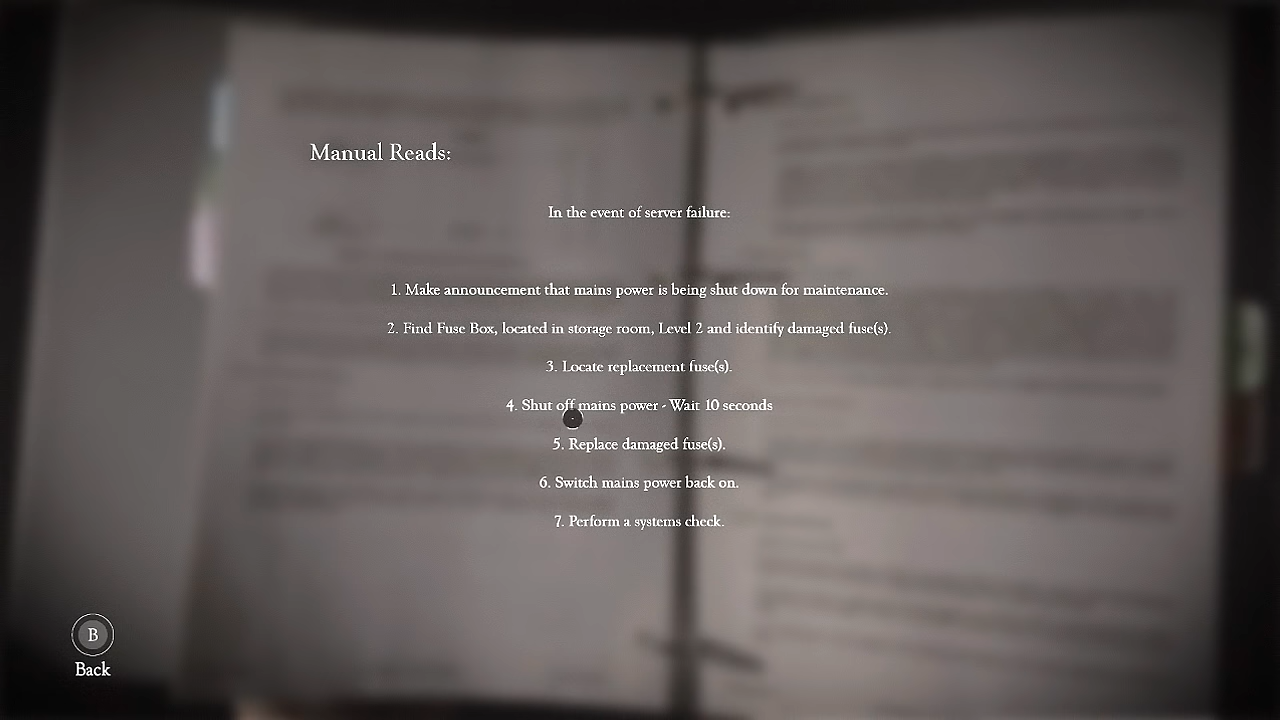 Manual Reads:
In the event of server failure:
1. Make announcement that mains power is being shut down for maintenance.
2. Find Fuse Box, located in storage room, Level 2 and identify damaged fuse(s).
3. Locate replacement fuse(s).
4. Shut off mains power - Wait 10 seconds
5. Replace damaged fuse(s).
6. Switch mains power back on.
7. Perform a systems check.
B
Back